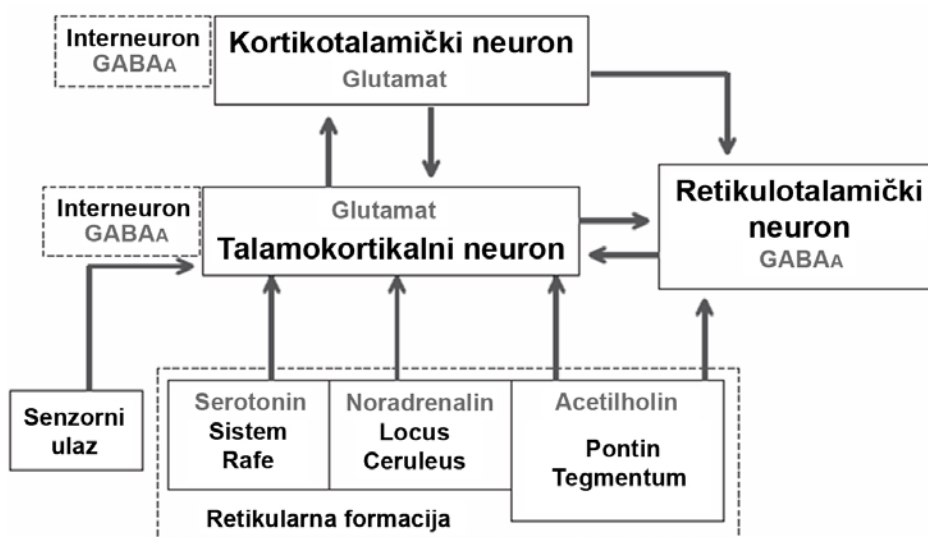 Interneuron
GABAA
Kortikotalamički neuron
Glutamat
Interneuron
GABAA
Glutamat
Talamokortikalni neuron
Retikulotalamički
neuron
GABAA
Senzorni
ulaz
Serotonin
Sistem
Rafe
Noradrenalin
Locus
Ceruleus
Acetilholin
Pontin
Tegmentum
Retikularna formacija